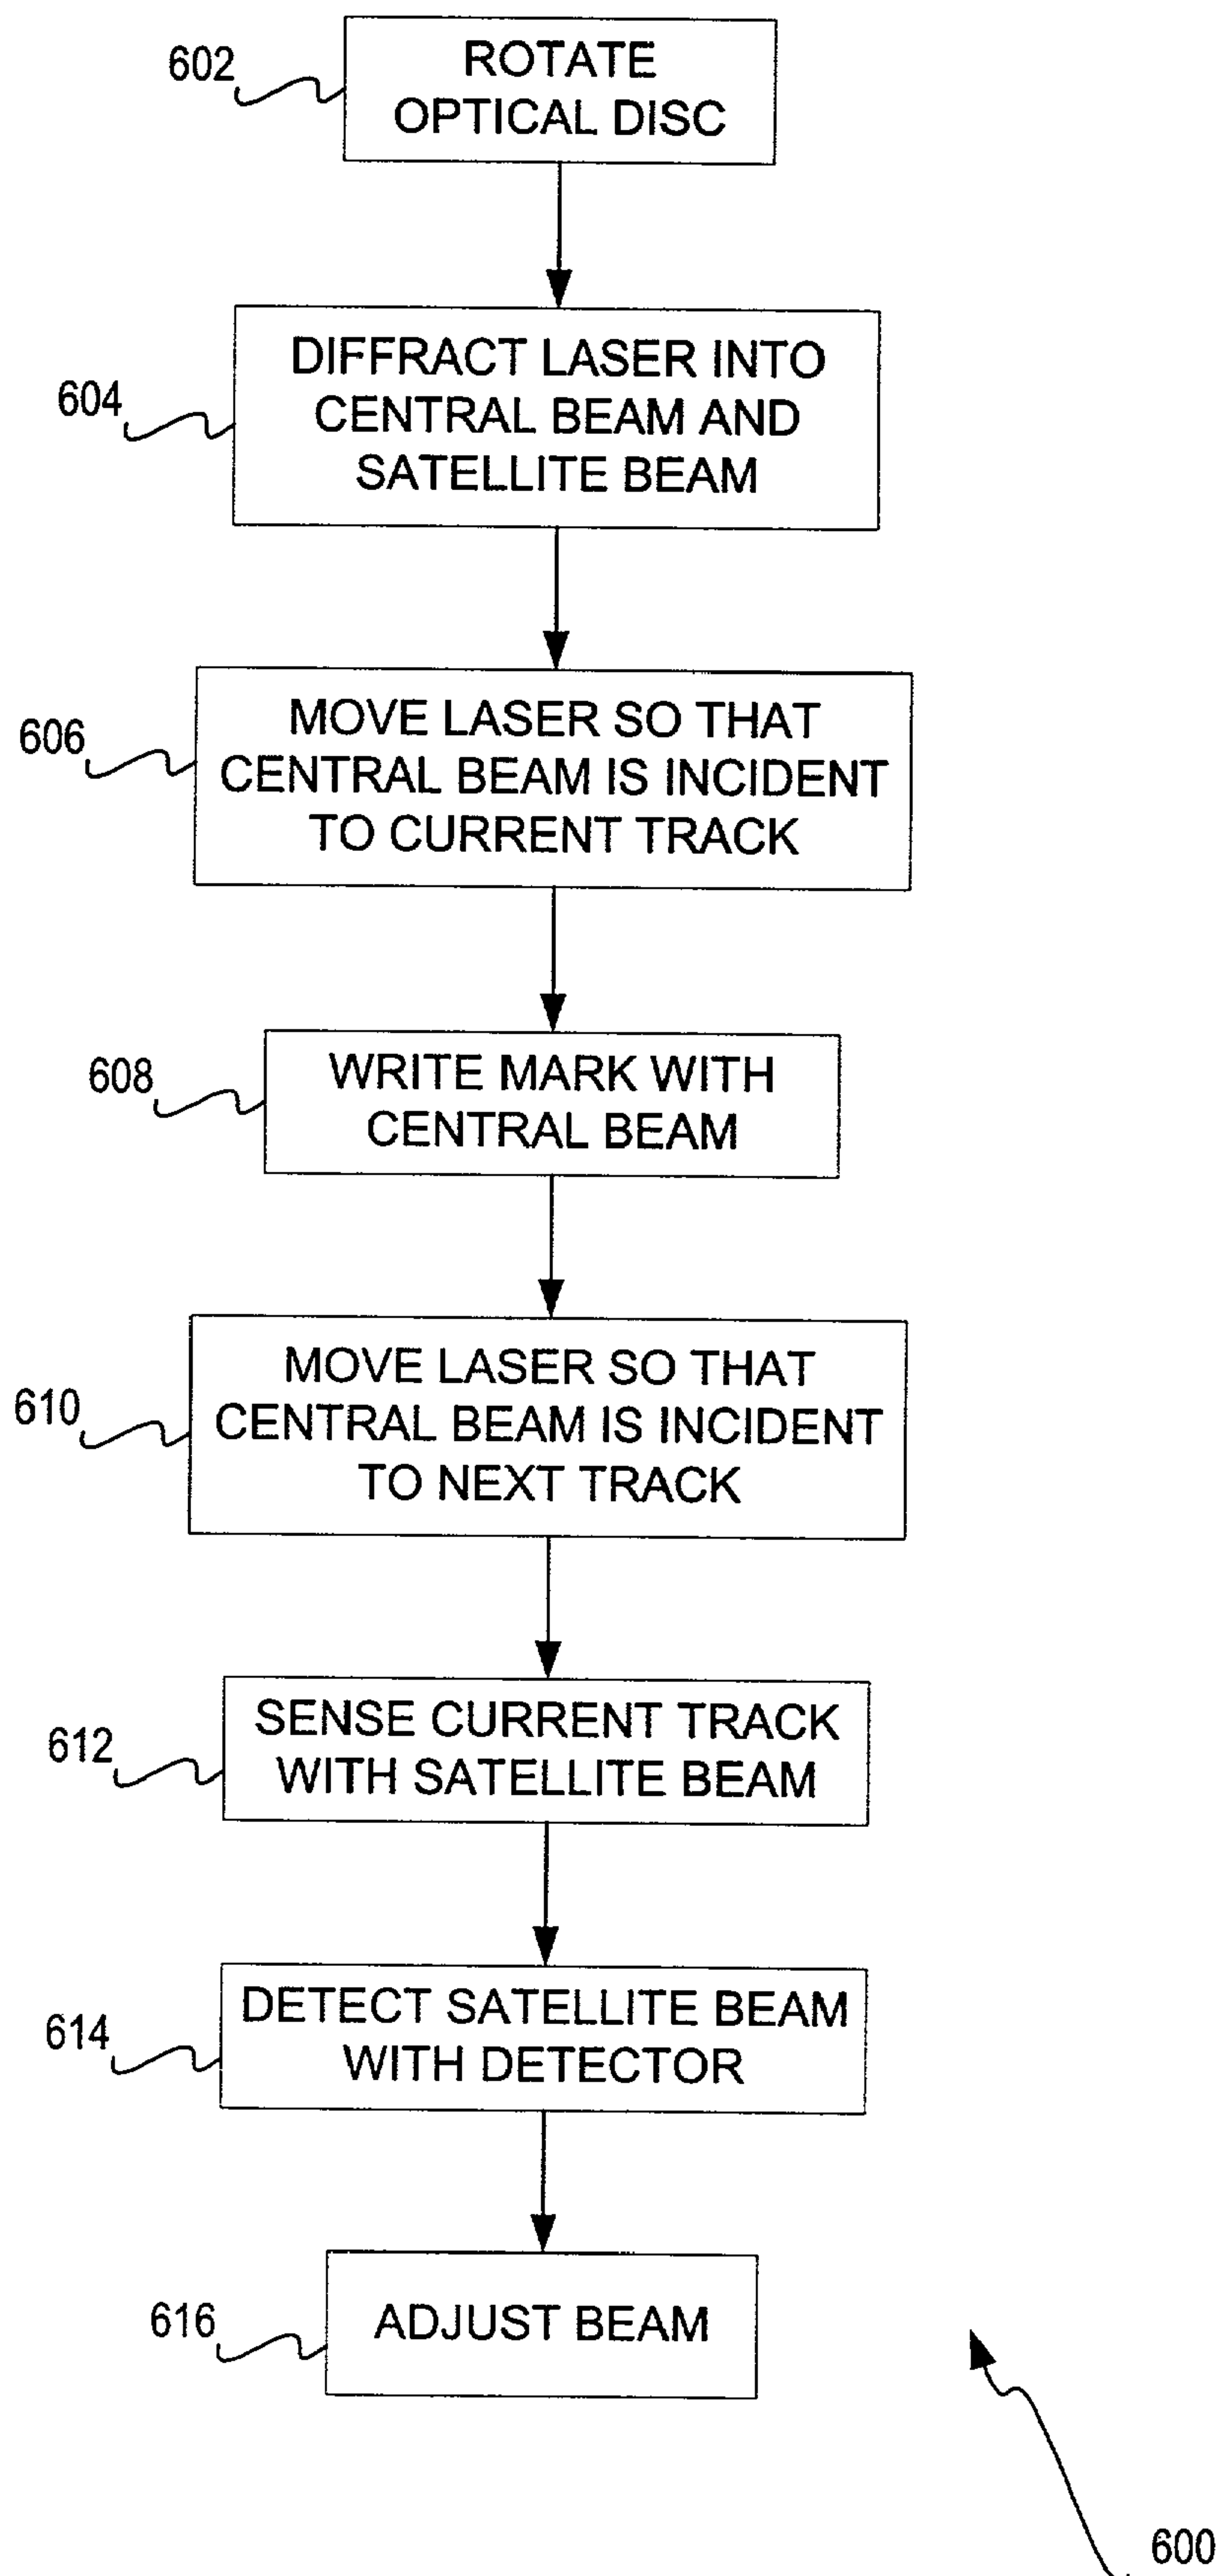 602
ROTATE
OPTICAL DISC
604
DIFFRACT LASER INTO
CENTRAL BEAM AND
SATELLITE BEAM
606
MOVE LASER SO THAT
CENTRAL BEAM IS INCIDENT
TO CURRENT TRACK
608
WRITE MARK WITH
CENTRAL BEAM
610
MOVE LASER SO THAT
CENTRAL BEAM IS INCIDENT
TO NEXT TRACK
612
SENSE CURRENT TRACK
WITH SATELLITE BEAM
614
DETECT SATELLITE BEAM
WITH DETECTOR
616
ADJUST BEAM
600